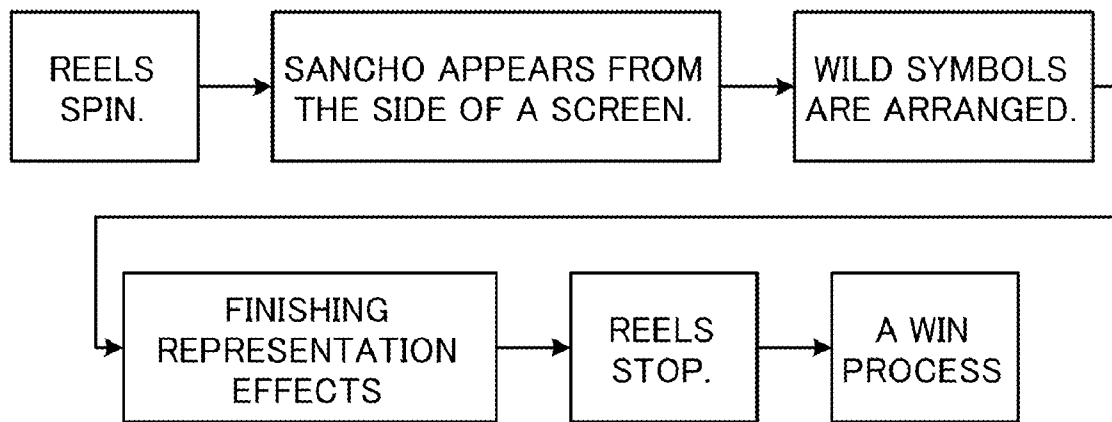 REELS
SPIN.
SANCHO APPEARS FROM
THE SIDE OF A SCREEN.
WILD SYMBOLS
ARE ARRANGED.
FINISHING
REPRESENTATION
EFFECTS
REELS
STOP.
A WIN
PROCESS